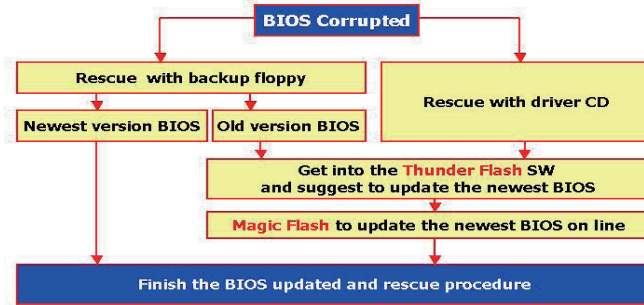 BIOS Corrupted
Rescue with backup floppy
Rescue with driver CD
Newest version BIOS
Old version BIOS
Get into the Thunder Flash SW
and suggest to update the newest BIOS
Magic Flash to update the newest BIOS on line
Finish the BIOS updated and rescue procedure